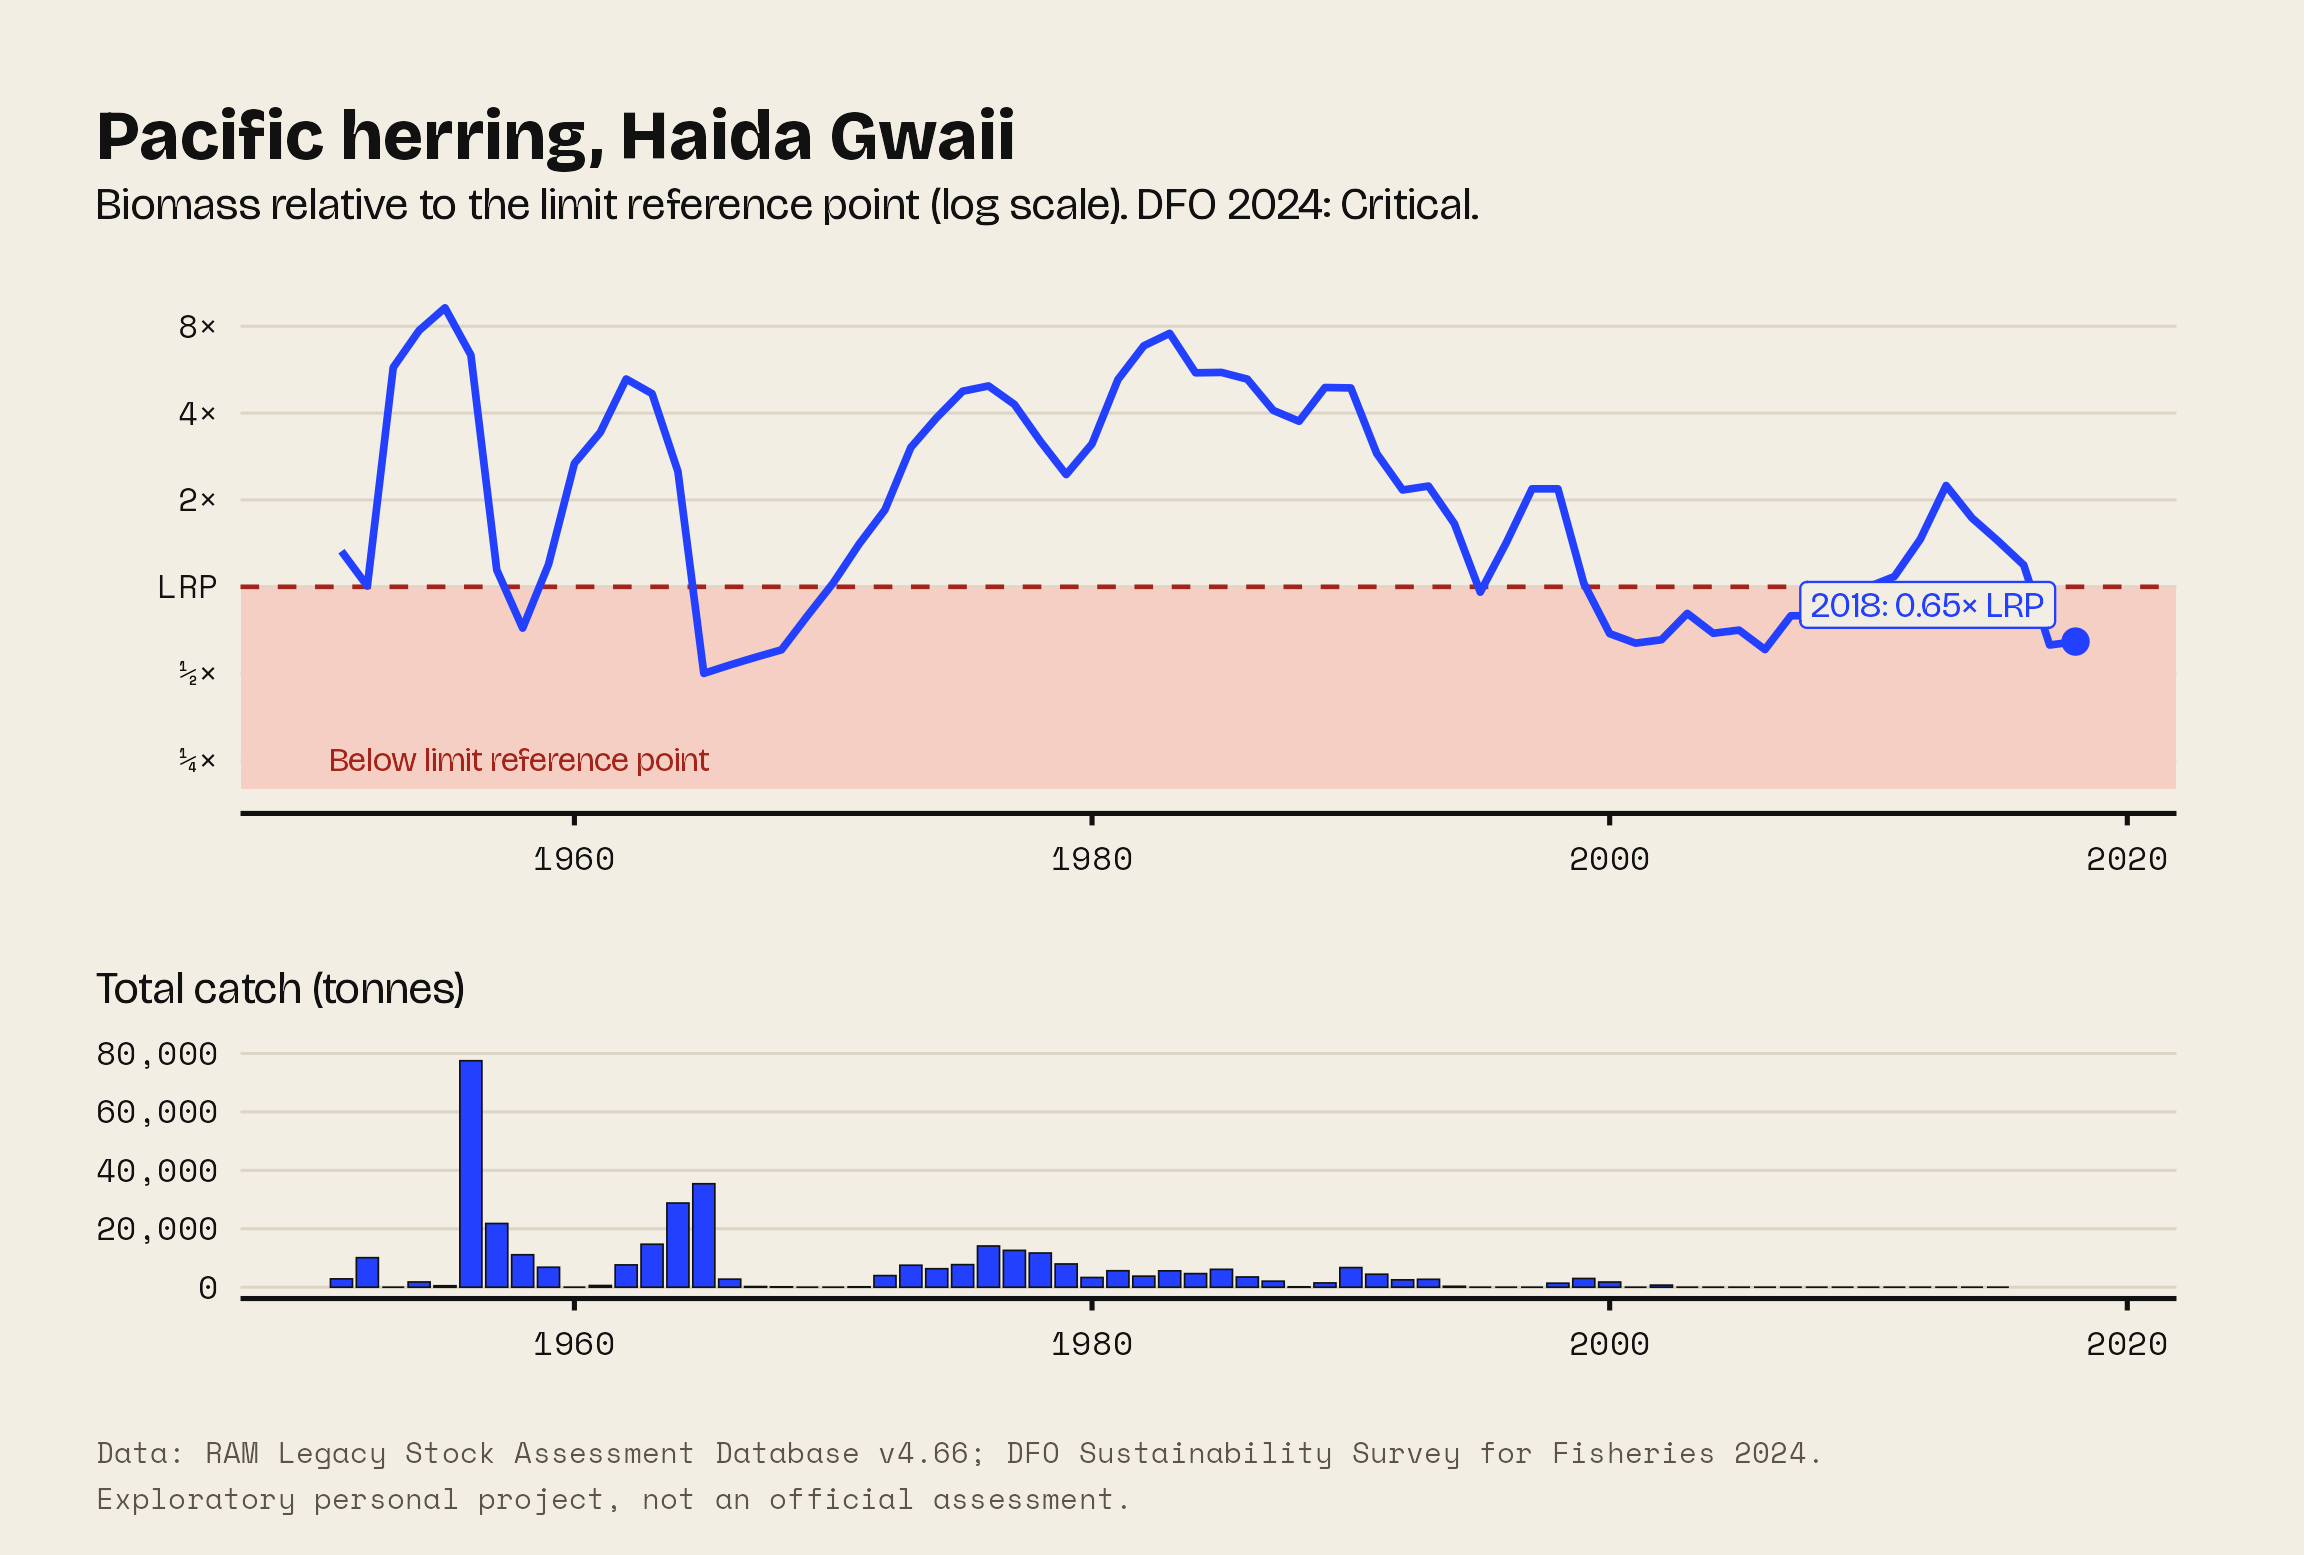 Pacific herring, Haida Gwaii
Biomass relative to the limit reference point (log scale). DFO 2024: Critical.
8×
4×
2×
LRP
½×
¼×
2018: 0.65× LRP
Below limit reference point
1960 1980 2000 2020
Total catch (tonnes)
80,000
60,000
40,000
20,000
0
1960 1980 2000 2020
Data: RAM Legacy Stock Assessment Database v4.66; DFO Sustainability Survey for Fisheries 2024.
Exploratory personal project, not an official assessment.